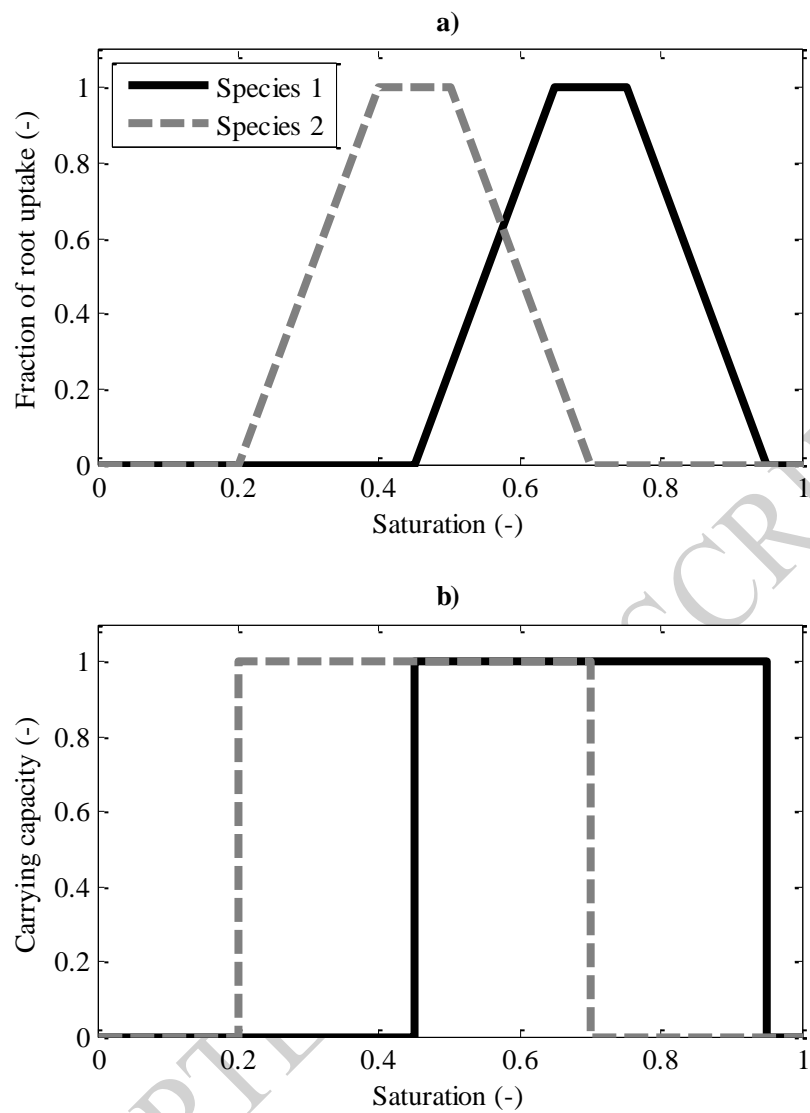 a)
Fraction of root uptake (-)
1
0.8
0.6
0.4
0.2
0
Species 1
Species 2
0 0.2 0.4 0.6 0.8 1
Saturation (-)
b)
Carrying capacity (-)
1
0.8
0.6
0.4
0.2
0
0 0.2 0.4 0.6 0.8 1
Saturation (-)